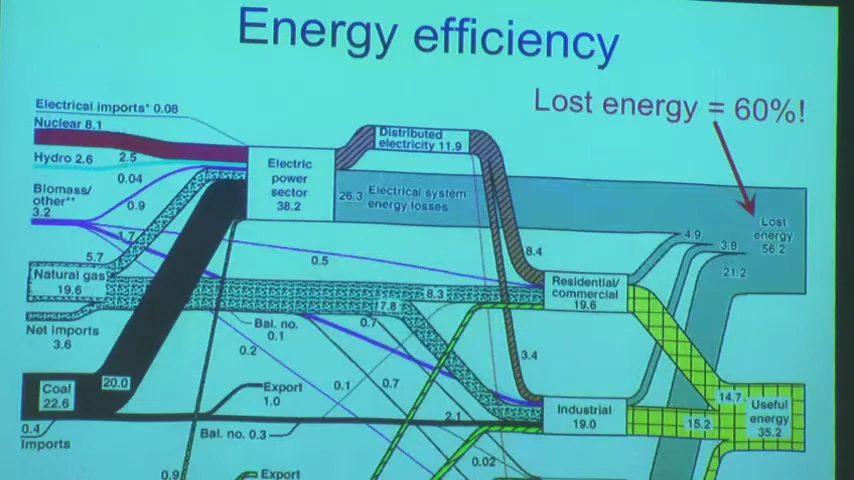 Energy efficiency
Lost energy = 60%!
Electrical imports* 0.08
Nuclear 8.1
Hydro 2.6
2.5
0.04
Biomass/
other**
3.2
0.9
1.7
5.7
Natural gas
19.6
Net imports
3.6
Coal
22.6
20.0
0.4
Imports
Electric
power
sector
38.2
Distributed
electricity 11.9
26.3
Electrical system
energy losses
Lost
energy
56.2
4.9
3.8
21.2
8.4
0.5
8.3
7.8
0.7
Bal. no.
0.1
0.2
Residential/
commercial
19.6
3.4
Export
1.0
0.1
0.7
2.1
Bal. no. 0.3
Industrial
19.0
14.7
15.2
Useful
energy
35.2
0.02
0.9
Export